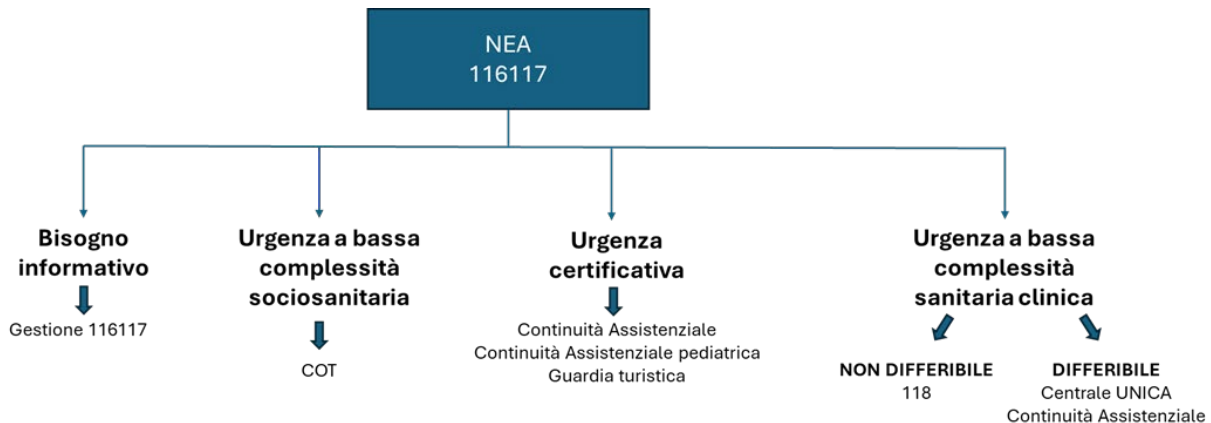 NEA
116117
Bisogno
informativo
Gestione 116117
Urgenza a bassa
complessità
sociosanitaria
COT
Urgenza
certificativa
Continuità Assistenziale
Continuità Assistenziale pediatrica
Guardia turistica
Urgenza a bassa
complessità
sanitaria clinica
NON DIFFERIBILE
118
DIFFERIBILE
Centrale UNICA
Continuità Assistenziale